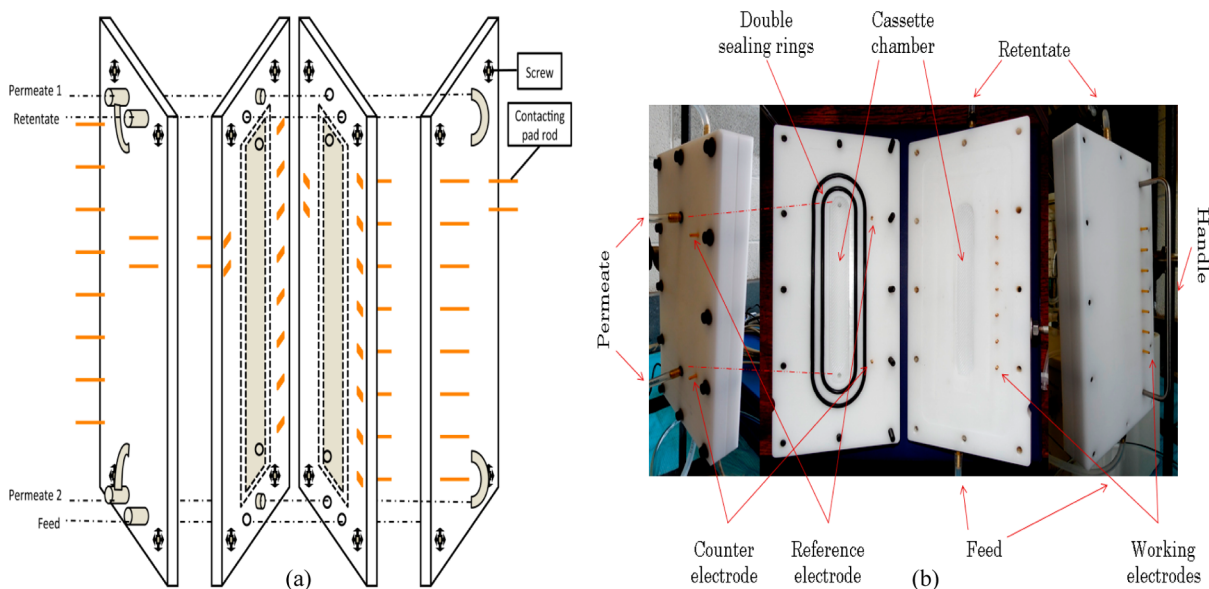 Permeate 1
Retentate
Screw
Contacting
pad rod
Permeate 2
Feed
(a)
Double
sealing rings
Cassette
chamber
Retentate
Permeate
Handle
Counter
electrode
Reference
electrode
Feed
Working
electrodes
(b)